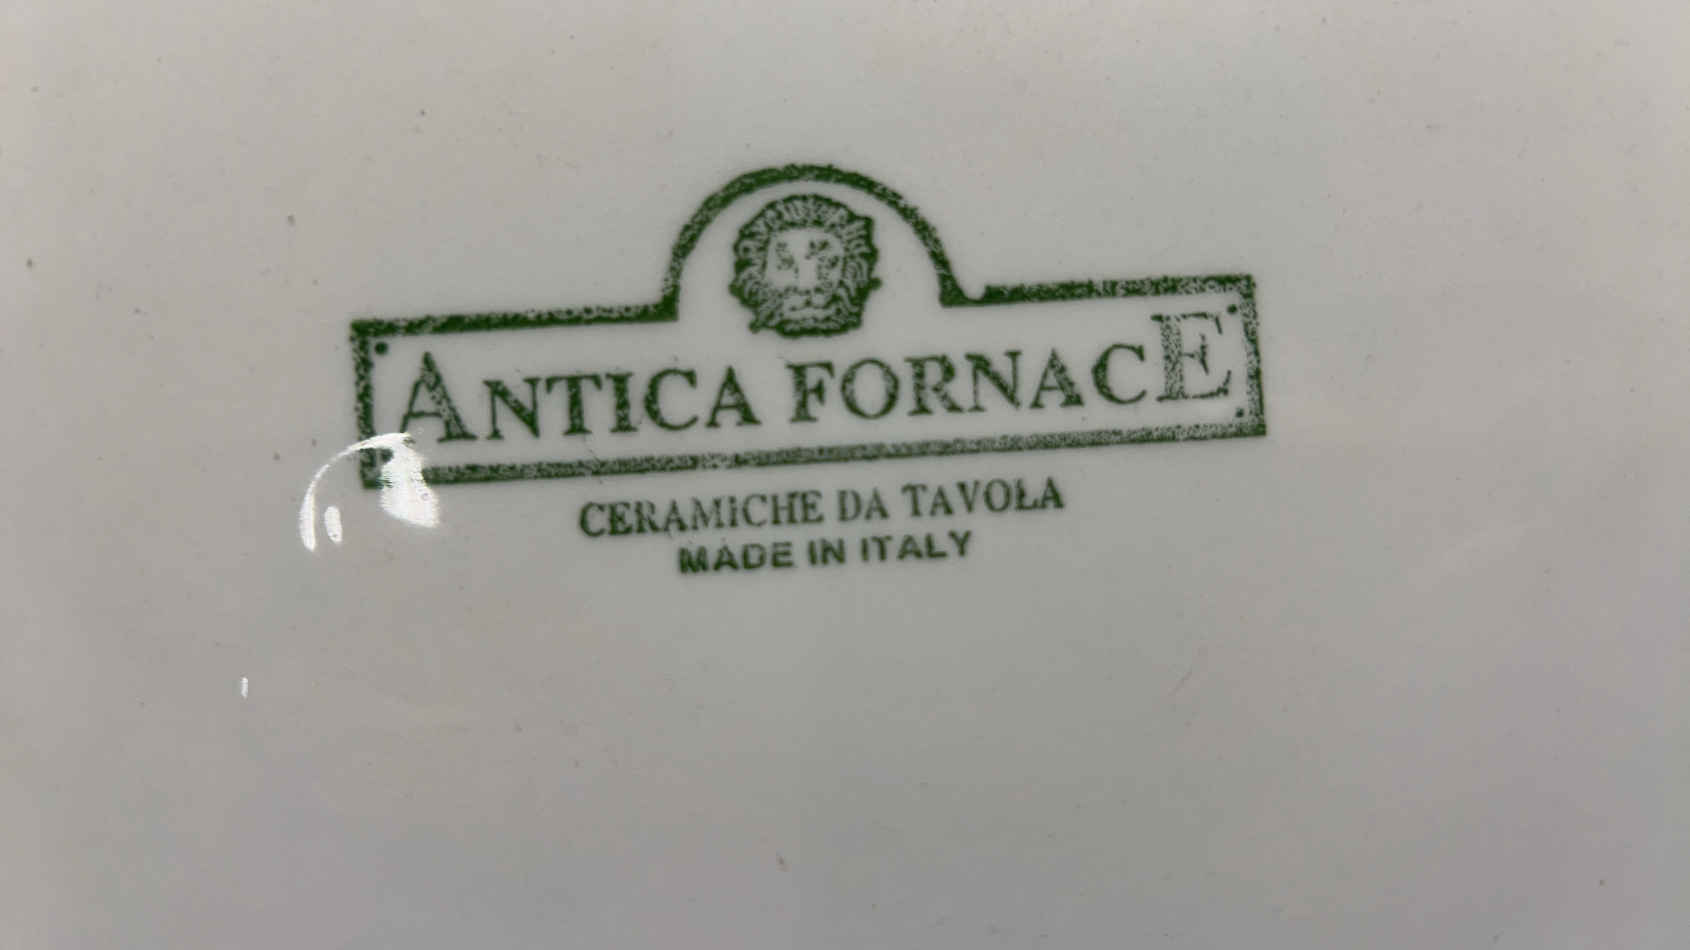 ANTICA FORNACE
CERAMICHE DA TAVOLA
MADE IN ITALY